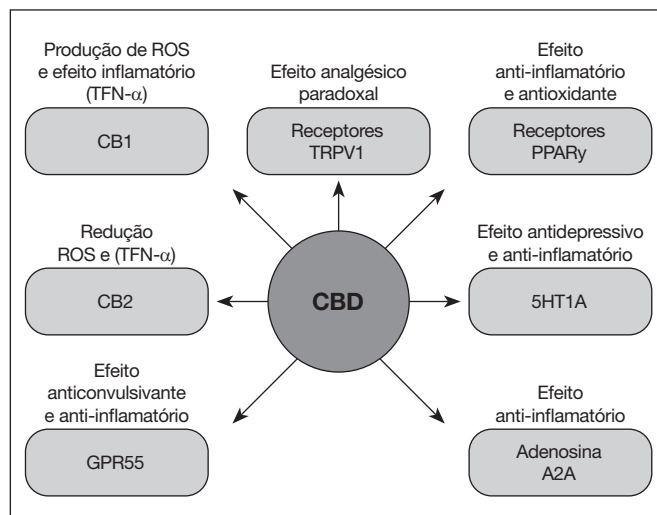 Produção de ROS
e efeito inflamatório
(TFN-α)
CB1
Efeito analgésico
paradoxal
Receptores
TRPV1
Efeito
anti-inflamatório
e antioxidante
Receptores
PPARy
Redução
ROS e (TFN-α)
CB2
CBD
Efeito antidepressivo
e anti-inflamatório
5HT1A
Efeito
anticonvulsivante
e anti-inflamatório
GPR55
Efeito
anti-inflamatório
Adenosina
A2A